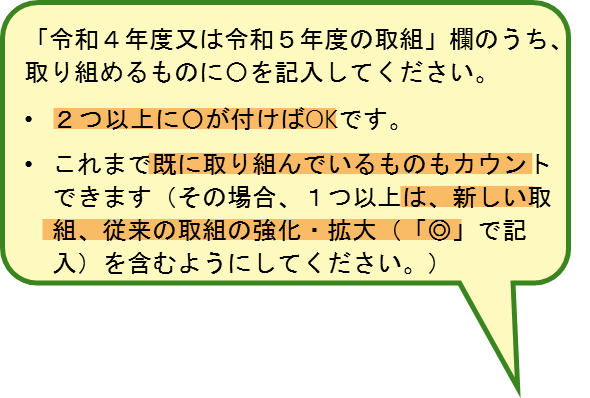 「令和４年度又は令和５年度の取組」欄のうち、
取り組めるものに〇を記入してください。
• ２つ以上に〇が付けばOKです。
• これまで既に取り組んでいるものもカウント
できます（その場合、１つ以上は、新しい取
組、従来の取組の強化・拡大（「◎」で記
入）を含むようにしてください。）